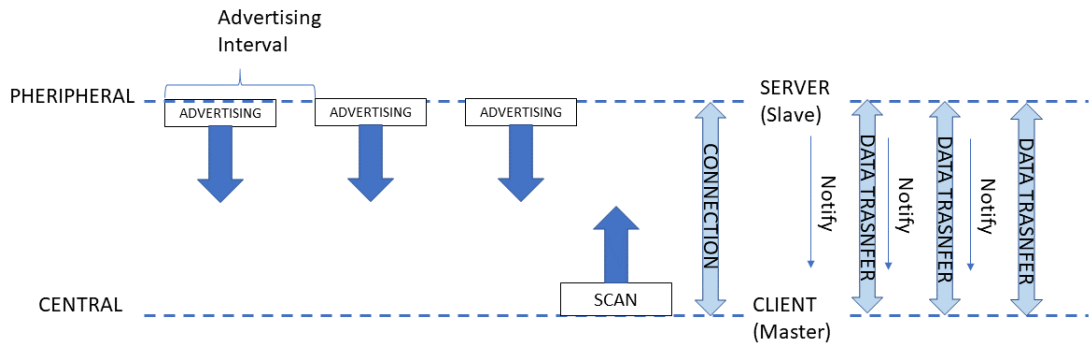 Advertising
Interval
PHERIPHERAL
ADVERTISING
ADVERTISING
ADVERTISING
SERVER
(Slave)
CONNECTION
Notify
DATA TRASNFER
Notify
DATA TRASNFER
Notify
DATA TRASNFER
CENTRAL
SCAN
CLIENT
(Master)